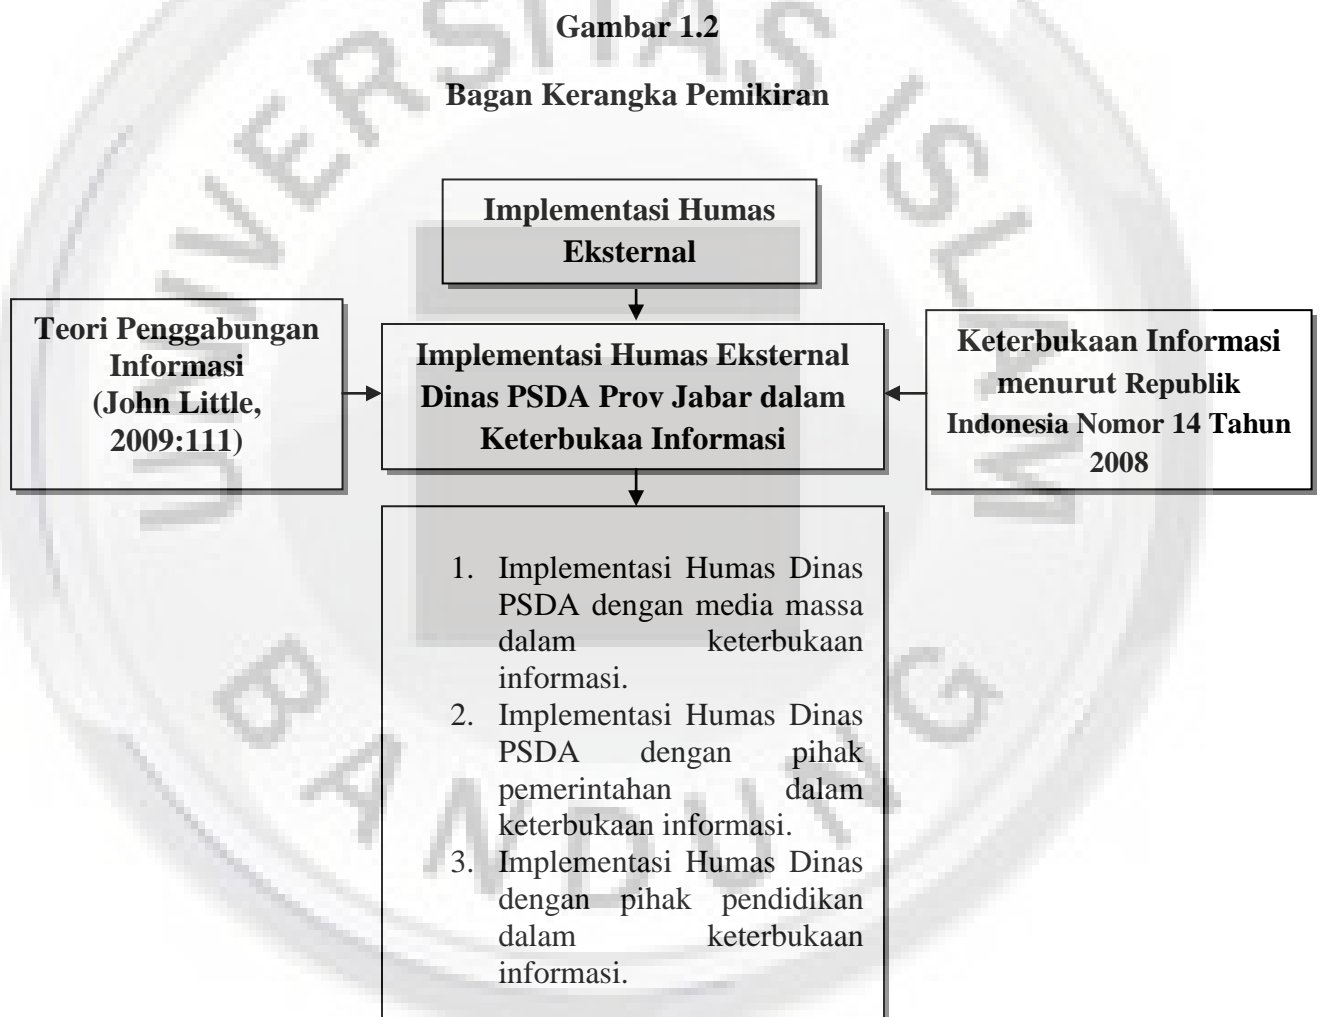 Gambar 1.2
Bagan Kerangka Pemikiran
Implementasi Humas
Eksternal
Teori Penggabungan
Informasi
(John Little,
2009:111)
Implementasi Humas Eksternal
Dinas PSDA Prov Jabar dalam
Keterbukaa Informasi
Keterbukaan Informasi
menurut Republik
Indonesia Nomor 14 Tahun
2008
1. Implementasi Humas Dinas
PSDA dengan media massa
dalam keterbukaan
informasi.
2. Implementasi Humas Dinas
PSDA dengan pihak
pemerintahan dalam
keterbukaan informasi.
3. Implementasi Humas Dinas
dengan pihak pendidikan
dalam keterbukaan
informasi.
UNIVERSITAS ISLAM
BANDUNG